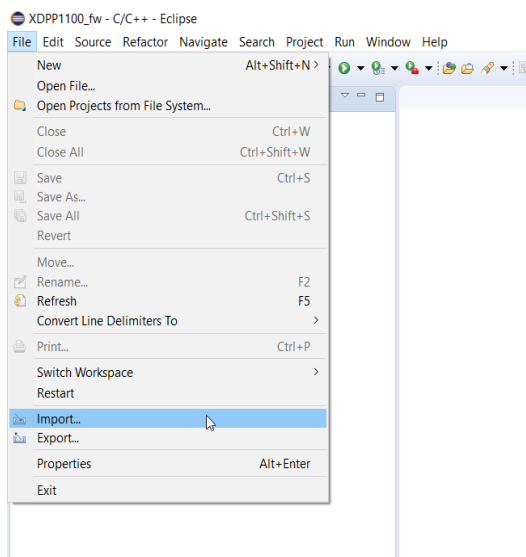 XDPP1100_fw - C/C++ - Eclipse
File Edit Source Refactor Navigate Search Project Run Window Help
New Alt+Shift+N >
Open File...
Open Projects from File System...
Close Ctrl+W
Close All Ctrl+Shift+W
Save Ctrl+S
Save As...
Save All Ctrl+Shift+S
Revert
Move...
Rename... F2
Refresh F5
Convert Line Delimiters To >
Print... Ctrl+P
Switch Workspace >
Restart
Import...
Export...
Properties Alt+Enter
Exit